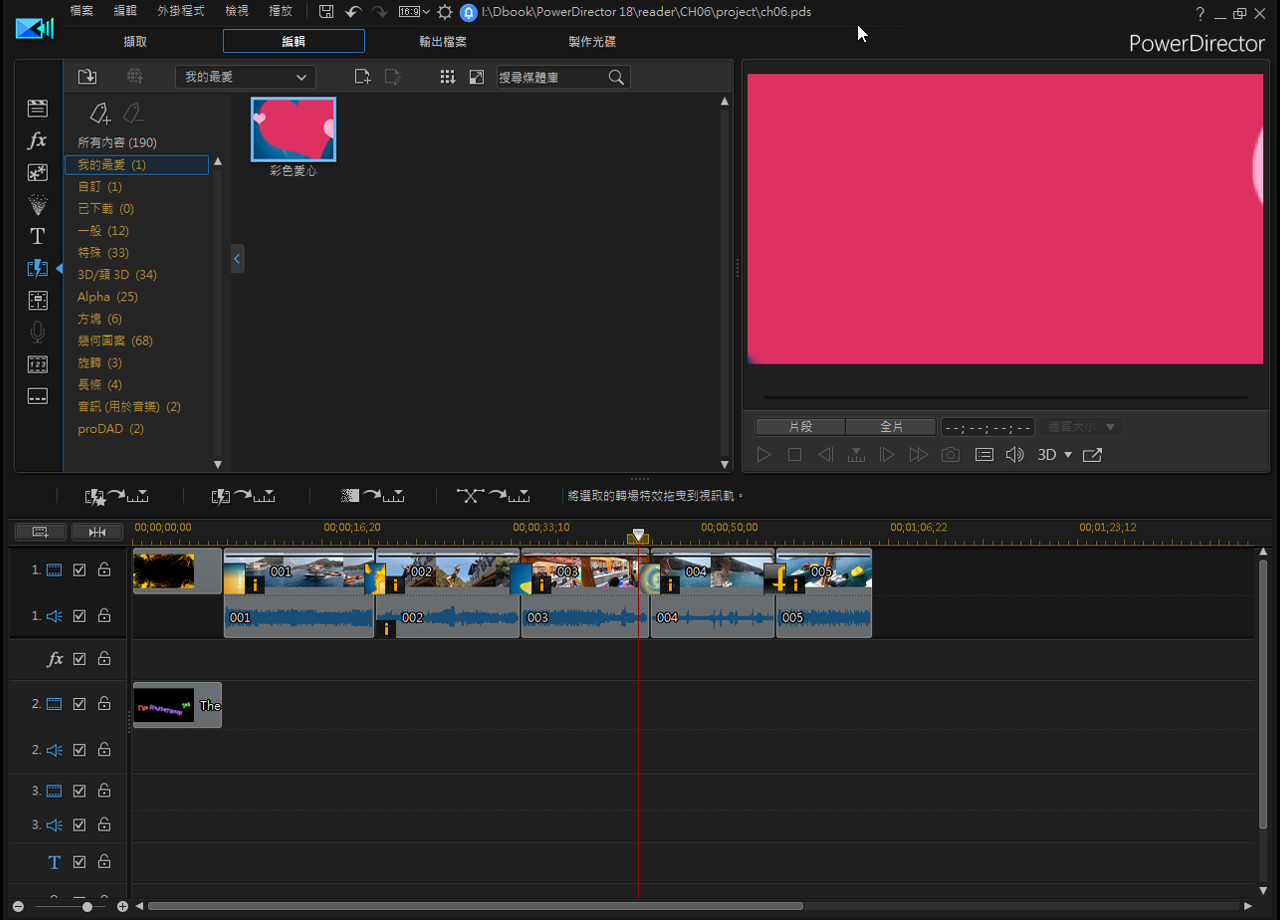 檔案 編輯 外掛程式 檢視 播放 16:9 I:\Dbook\PowerDirector 18\reader\CH06\project\ch06.pds ?
擷取 編輯 輸出檔案 製作光碟 PowerDirector
我的最愛 搜尋媒體庫
所有內容 (190)
我的最愛 (1)
自訂 (1)
已下載 (0)
一般 (12)
特殊 (33)
3D/類 3D (34)
Alpha (25)
方塊 (6)
幾何圖案 (68)
旋轉 (3)
長條 (4)
音訊 (用於音樂) (2)
proDAD (2)
彩色愛心
fx
T
片段 全片 --;--;--;-- 適當大小
3D
將選取的轉場特效拖曳到視訊軌。
00;00;00;00 00;00;16;20 00;00;33;10 00;00;50;00 00;01;06;22 00;01;23;12
1. 001 002 003 004 005
1. 001 002 003 004 005
fx
2. The
2.
3.
3.
T